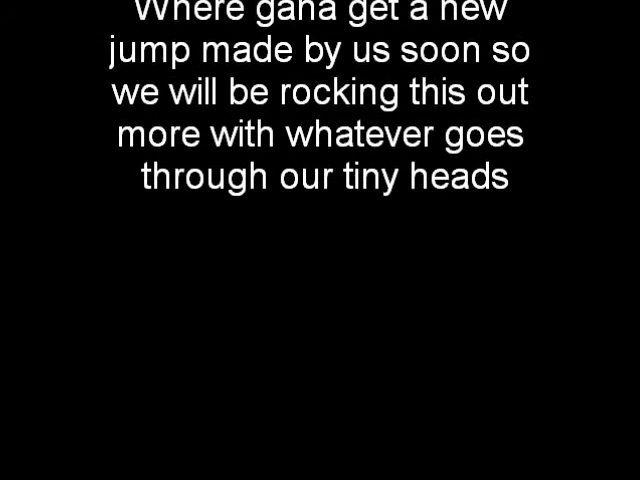 Where gana get a new
jump made by us soon so
we will be rocking this out
more with whatever goes
through our tiny heads